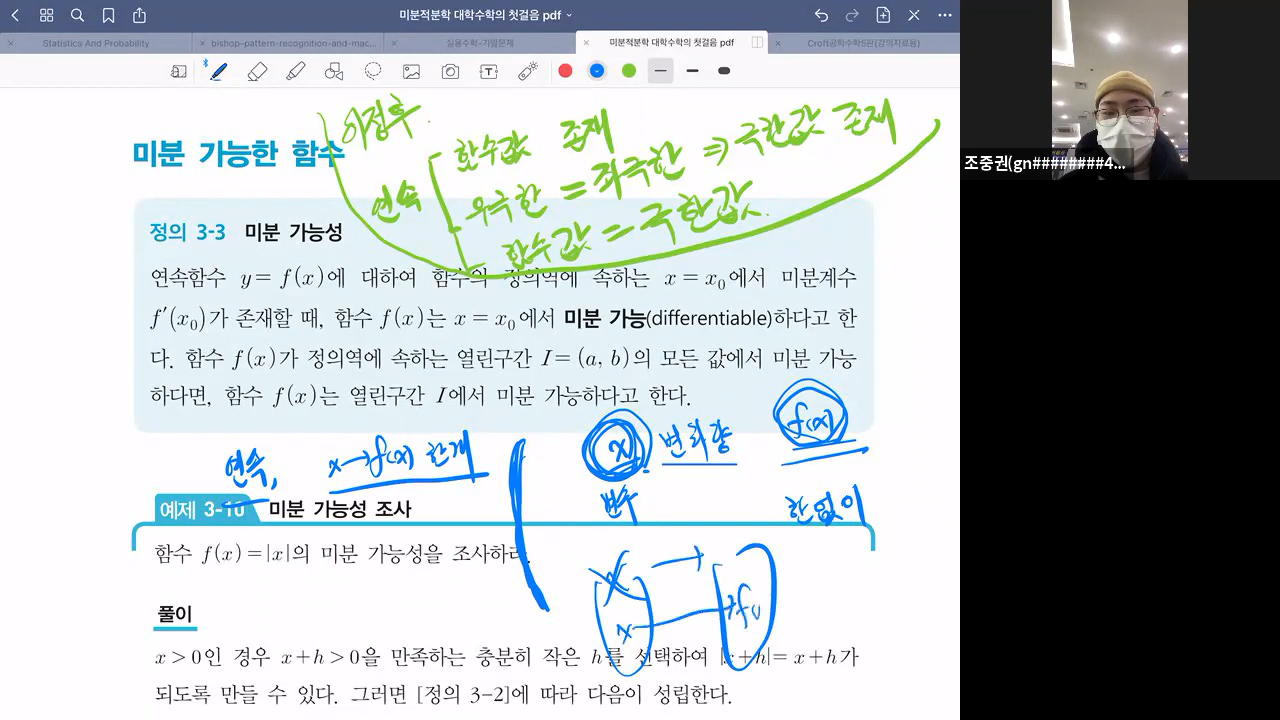 미분적분학 대학수학의 첫걸음 pdf
Statistics And Probability
bishop-pattern-recognition-and-mac...
실용수학-기말문제
미분적분학 대학수학의 첫걸음 pdf
Croft공학수학5판(강의자료용)
조중권(gn########4...
미분 가능한 함수
이정후.
연속
함수값 존재
우극한 = 좌극한 ⇒ 극한값 존재
함수값 = 극한값.
정의 3-3 미분 가능성
연속함수 y=f(x)에 대하여 함수의 정의역에 속하는 x=x₀에서 미분계수
f′(x₀)가 존재할 때, 함수 f(x)는 x=x₀에서 미분 가능(differentiable)하다고 한
다. 함수 f(x)가 정의역에 속하는 열린구간 I=(a, b)의 모든 값에서 미분 가능
하다면, 함수 f(x)는 열린구간 I에서 미분 가능하다고 한다.
연속, x→f(x) 한계
x 변화량 f(x)
변수 한없이
예제 3-10 미분 가능성 조사
함수 f(x)=|x|의 미분 가능성을 조사하라.
x →
풀이
x>0인 경우 x+h>0을 만족하는 충분히 작은 h를 선택하여 |x+h|=x+h가
되도록 만들 수 있다. 그러면 [정의 3-2]에 따라 다음이 성립한다.